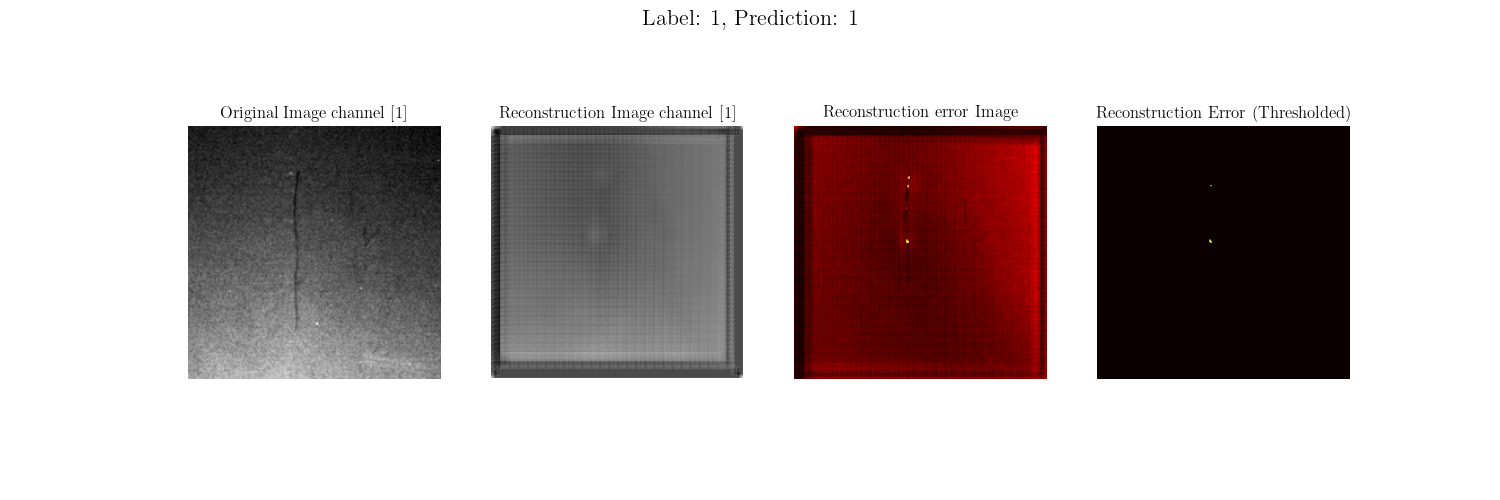 Label: 1, Prediction: 1
Original Image channel [1]
Reconstruction Image channel [1]
Reconstruction error Image
Reconstruction Error (Thresholded)